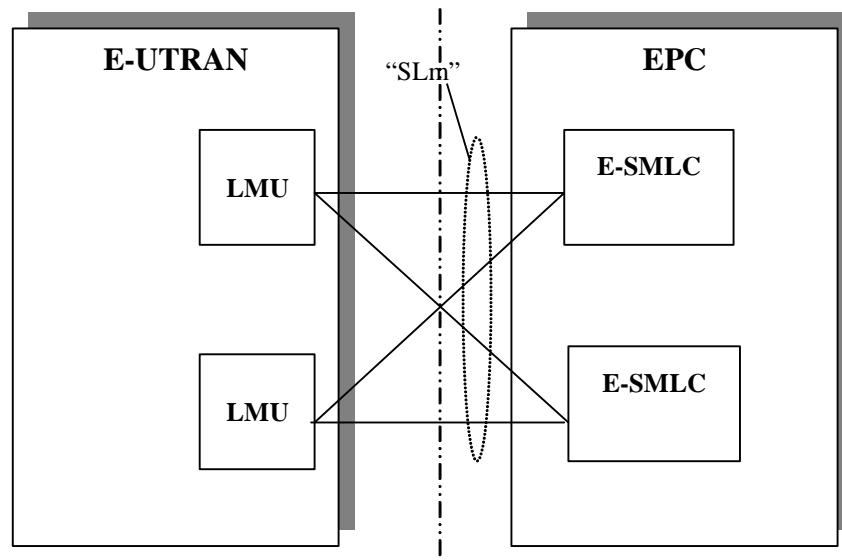 E-UTRAN
EPC
“SLm”
LMU
E-SMLC
LMU
E-SMLC